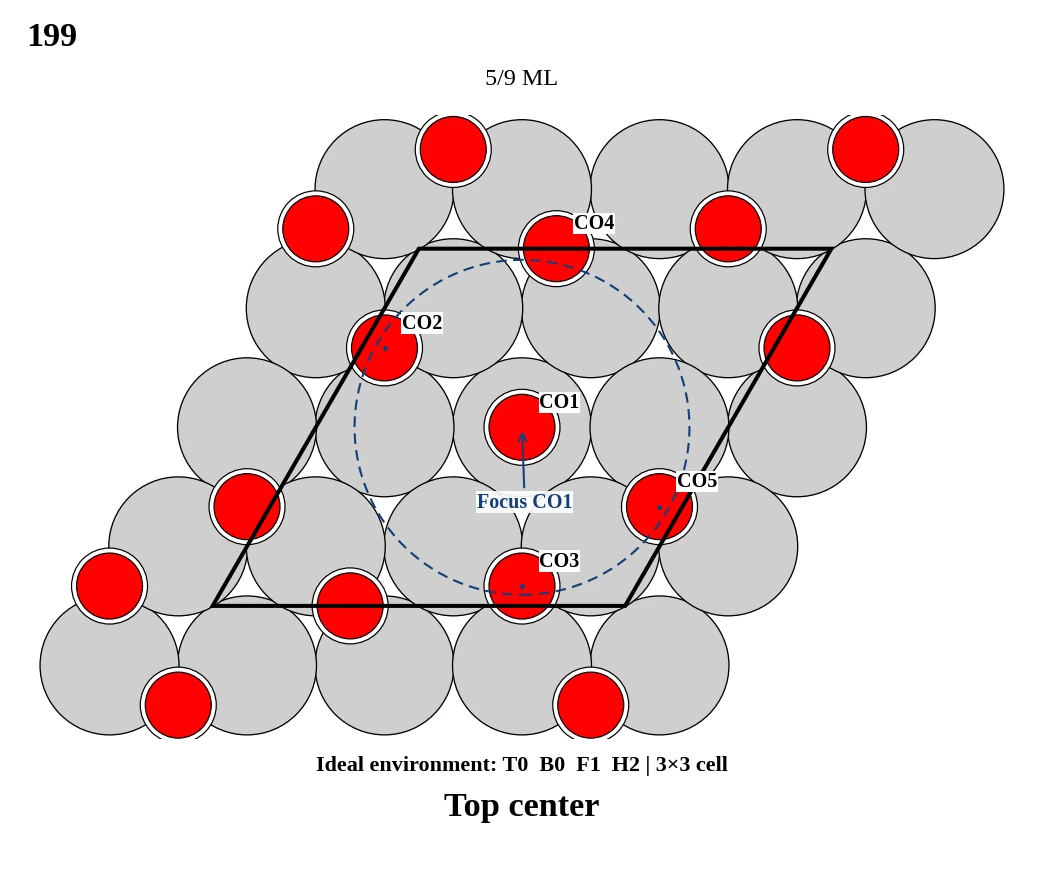 199
5/9 ML
CO4
CO2
CO1
CO5
Focus CO1
CO3
Ideal environment: T0 B0 F1 H2 | 3×3 cell
Top center